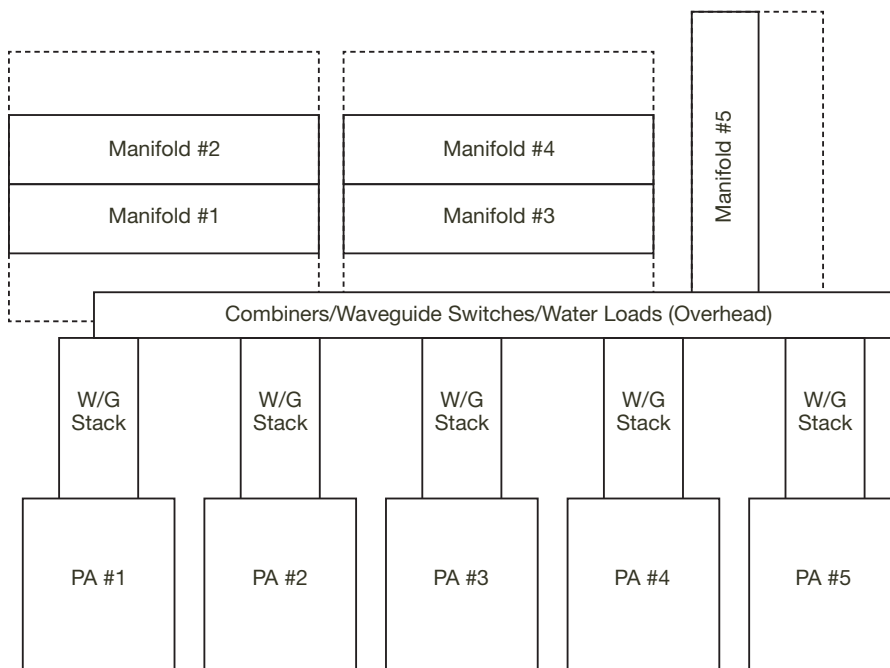 Manifold #2
Manifold #4
Manifold #1
Manifold #3
Manifold #5
Combiners/Waveguide Switches/Water Loads (Overhead)
W/G
Stack
W/G
Stack
W/G
Stack
W/G
Stack
W/G
Stack
PA #1
PA #2
PA #3
PA #4
PA #5